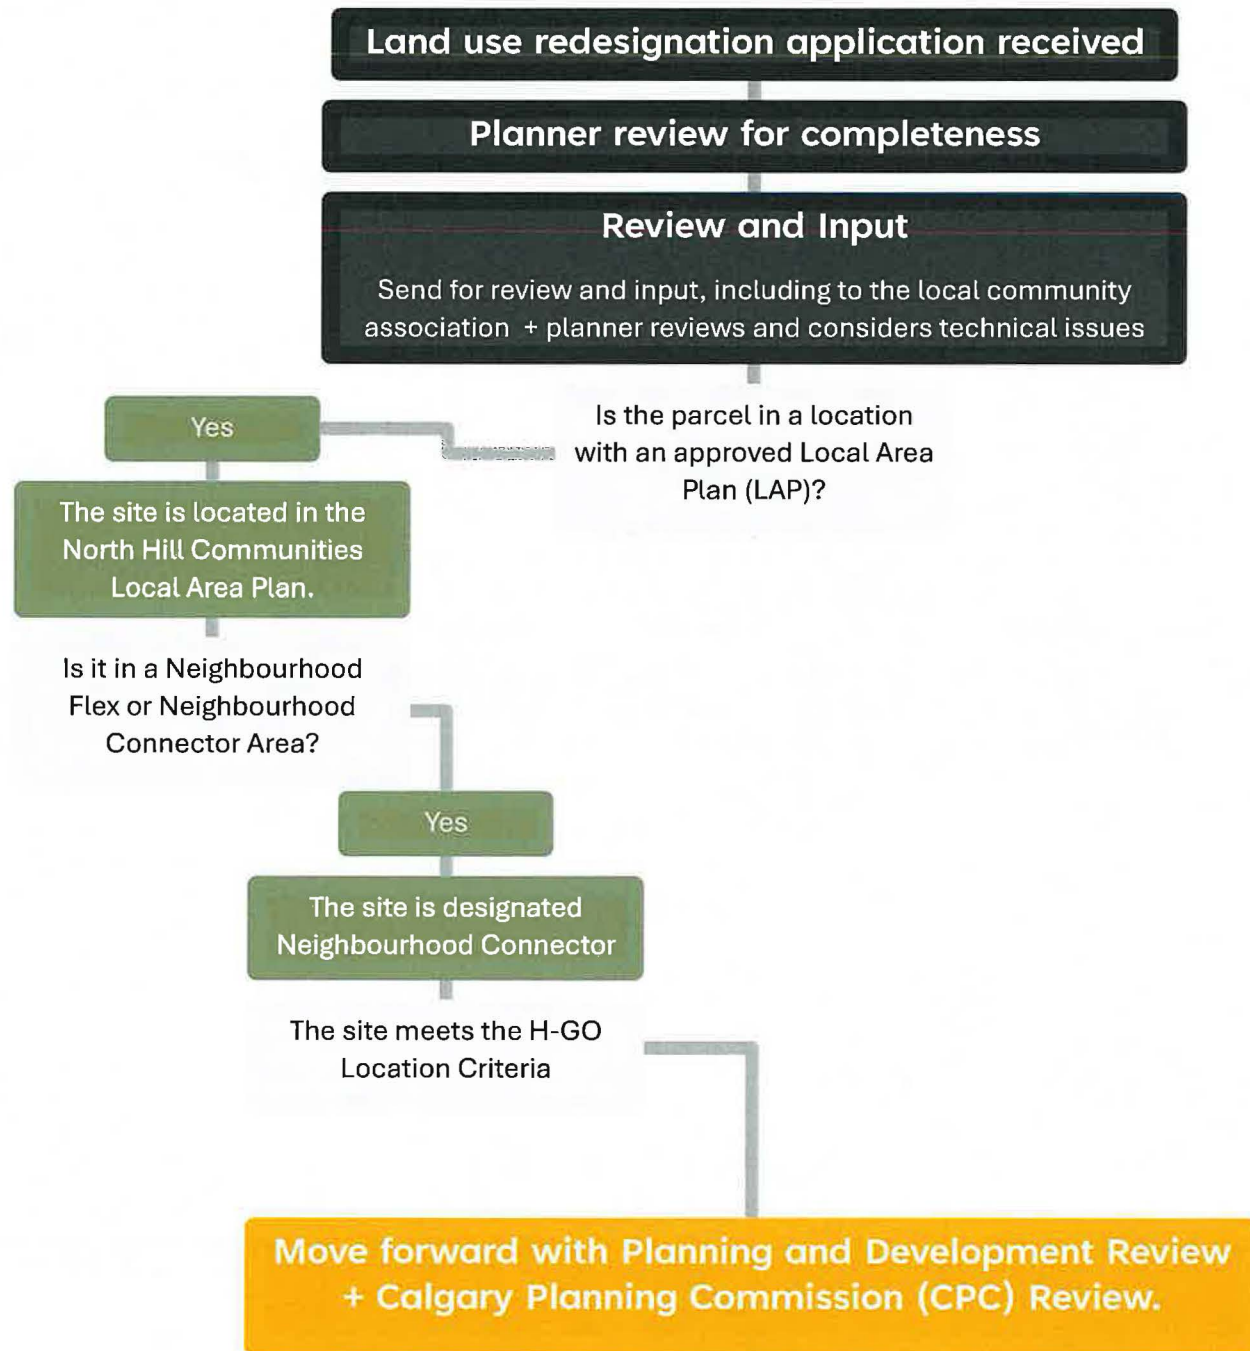 Land use redesignation application received
Planner review for completeness
Review and Input
Send for review and input, including to the local community
association + planner reviews and considers technical issues
Is the parcel in a location
with an approved Local Area
Plan (LAP)?
Yes
The site is located in the
North Hill Communities
Local Area Plan.
Is it in a Neighbourhood
Flex or Neighbourhood
Connector Area?
Yes
The site is designated
Neighbourhood Connector
The site meets the H-GO
Location Criteria
Move forward with Planning and Development Review
+ Calgary Planning Commission (CPC) Review.